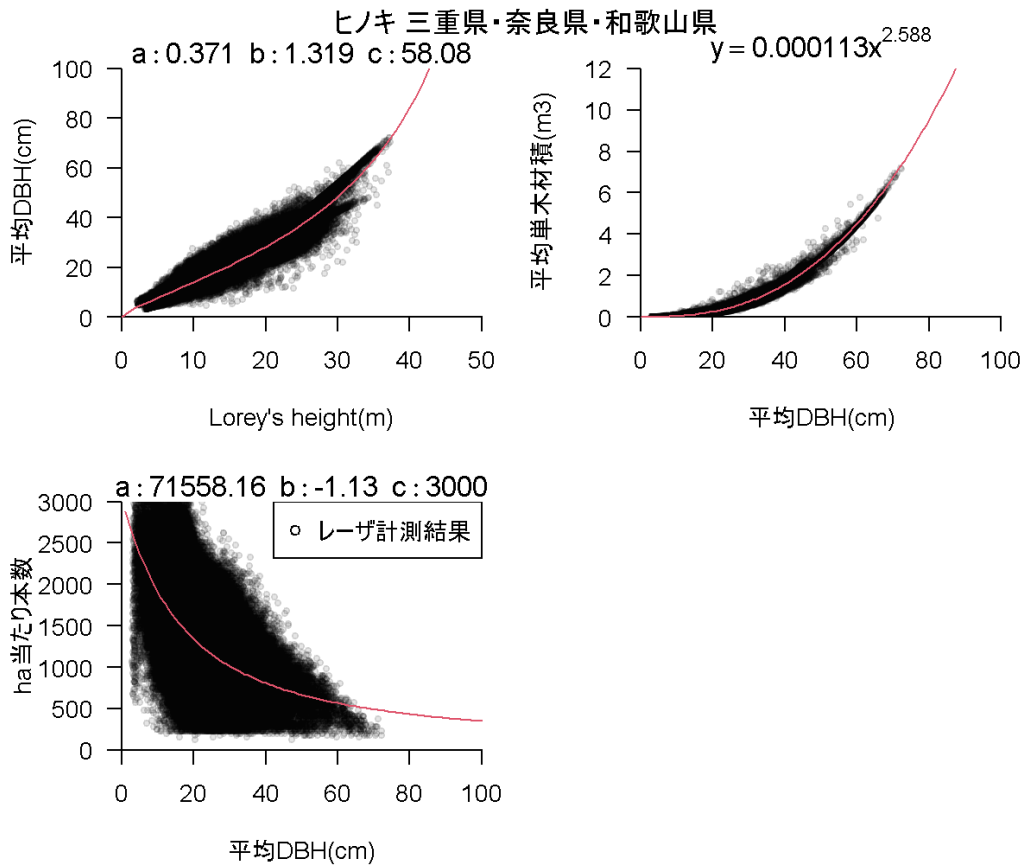 ヒノキ 三重県・奈良県・和歌山県
a : 0.371 b : 1.319 c : 58.08
100
80
60
40
20
0
平均DBH(cm)
0 10 20 30 40 50
Lorey's height(m)
y = 0.000113x^2.588
12
10
8
6
4
2
0
平均単木材積(m3)
0 20 40 60 80 100
平均DBH(cm)
a : 71558.16 b : -1.13 c : 3000
レーザ計測結果
3000
2500
2000
1500
1000
500
0
ha当たり本数
0 20 40 60 80 100
平均DBH(cm)